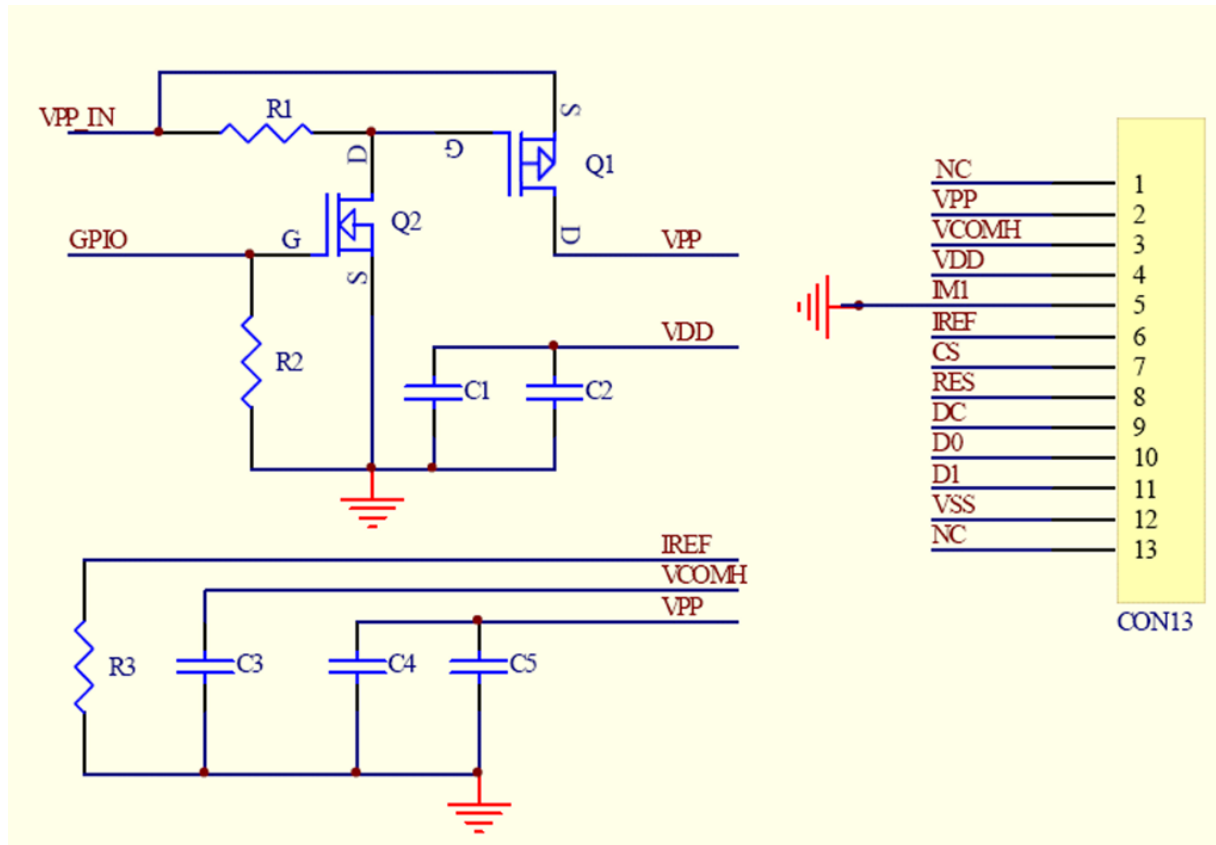 VPP_IN
R1
S
G
D
Q1
D
Q2
GPIO
G
S
VPP
R2
VDD
C1
C2
IREF
VCOMH
VPP
R3
C3
C4
C5
NC 1
VPP 2
VCOMH 3
VDD 4
IM1 5
IREF 6
CS 7
RES 8
DC 9
D0 10
D1 11
VSS 12
NC 13
CON13